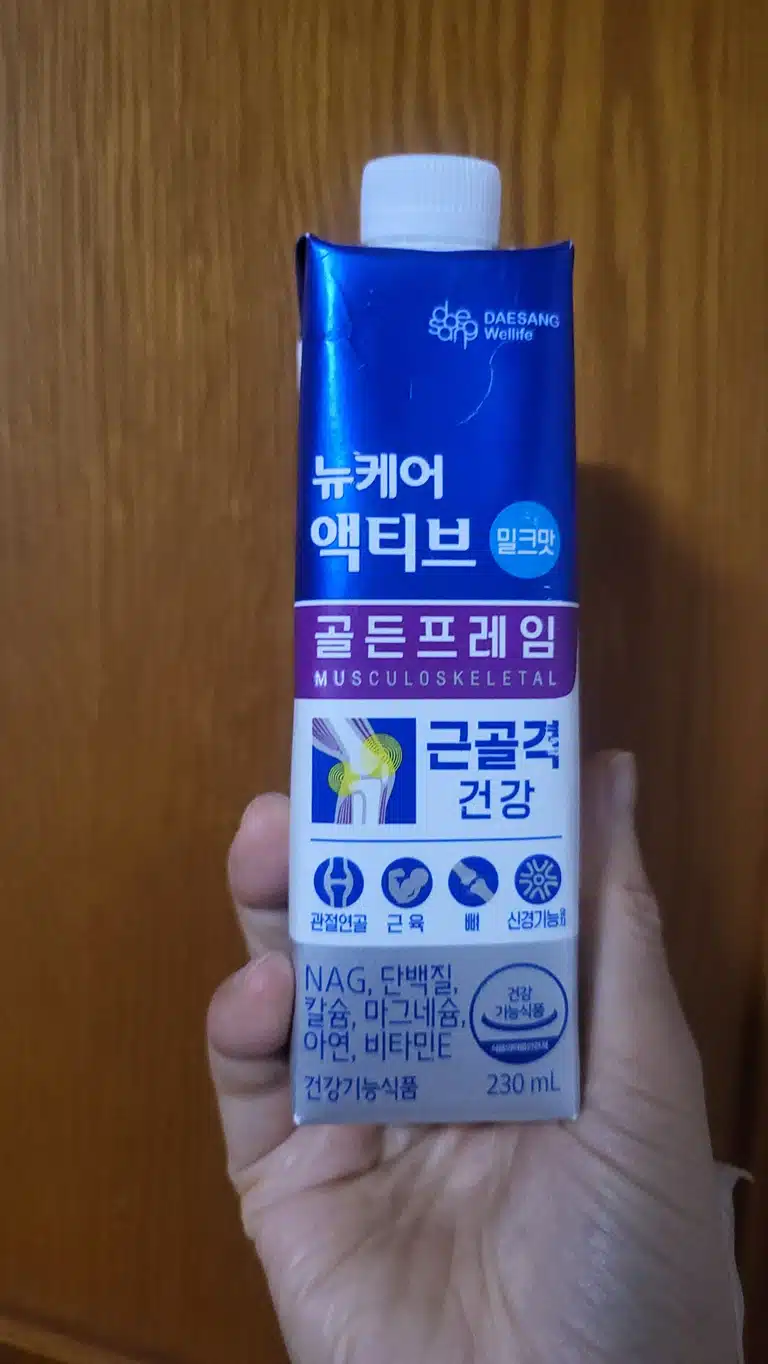 daesang
DAESANG
Wellife
뉴케어
액티브
밀크맛
골든프레임
MUSCULOSKELETAL
근골격
건강
관절연골 근육 뼈 신경기능
NAG, 단백질,
칼슘, 마그네슘,
아연, 비타민E
건강
기능식품
건강기능식품 230 mL